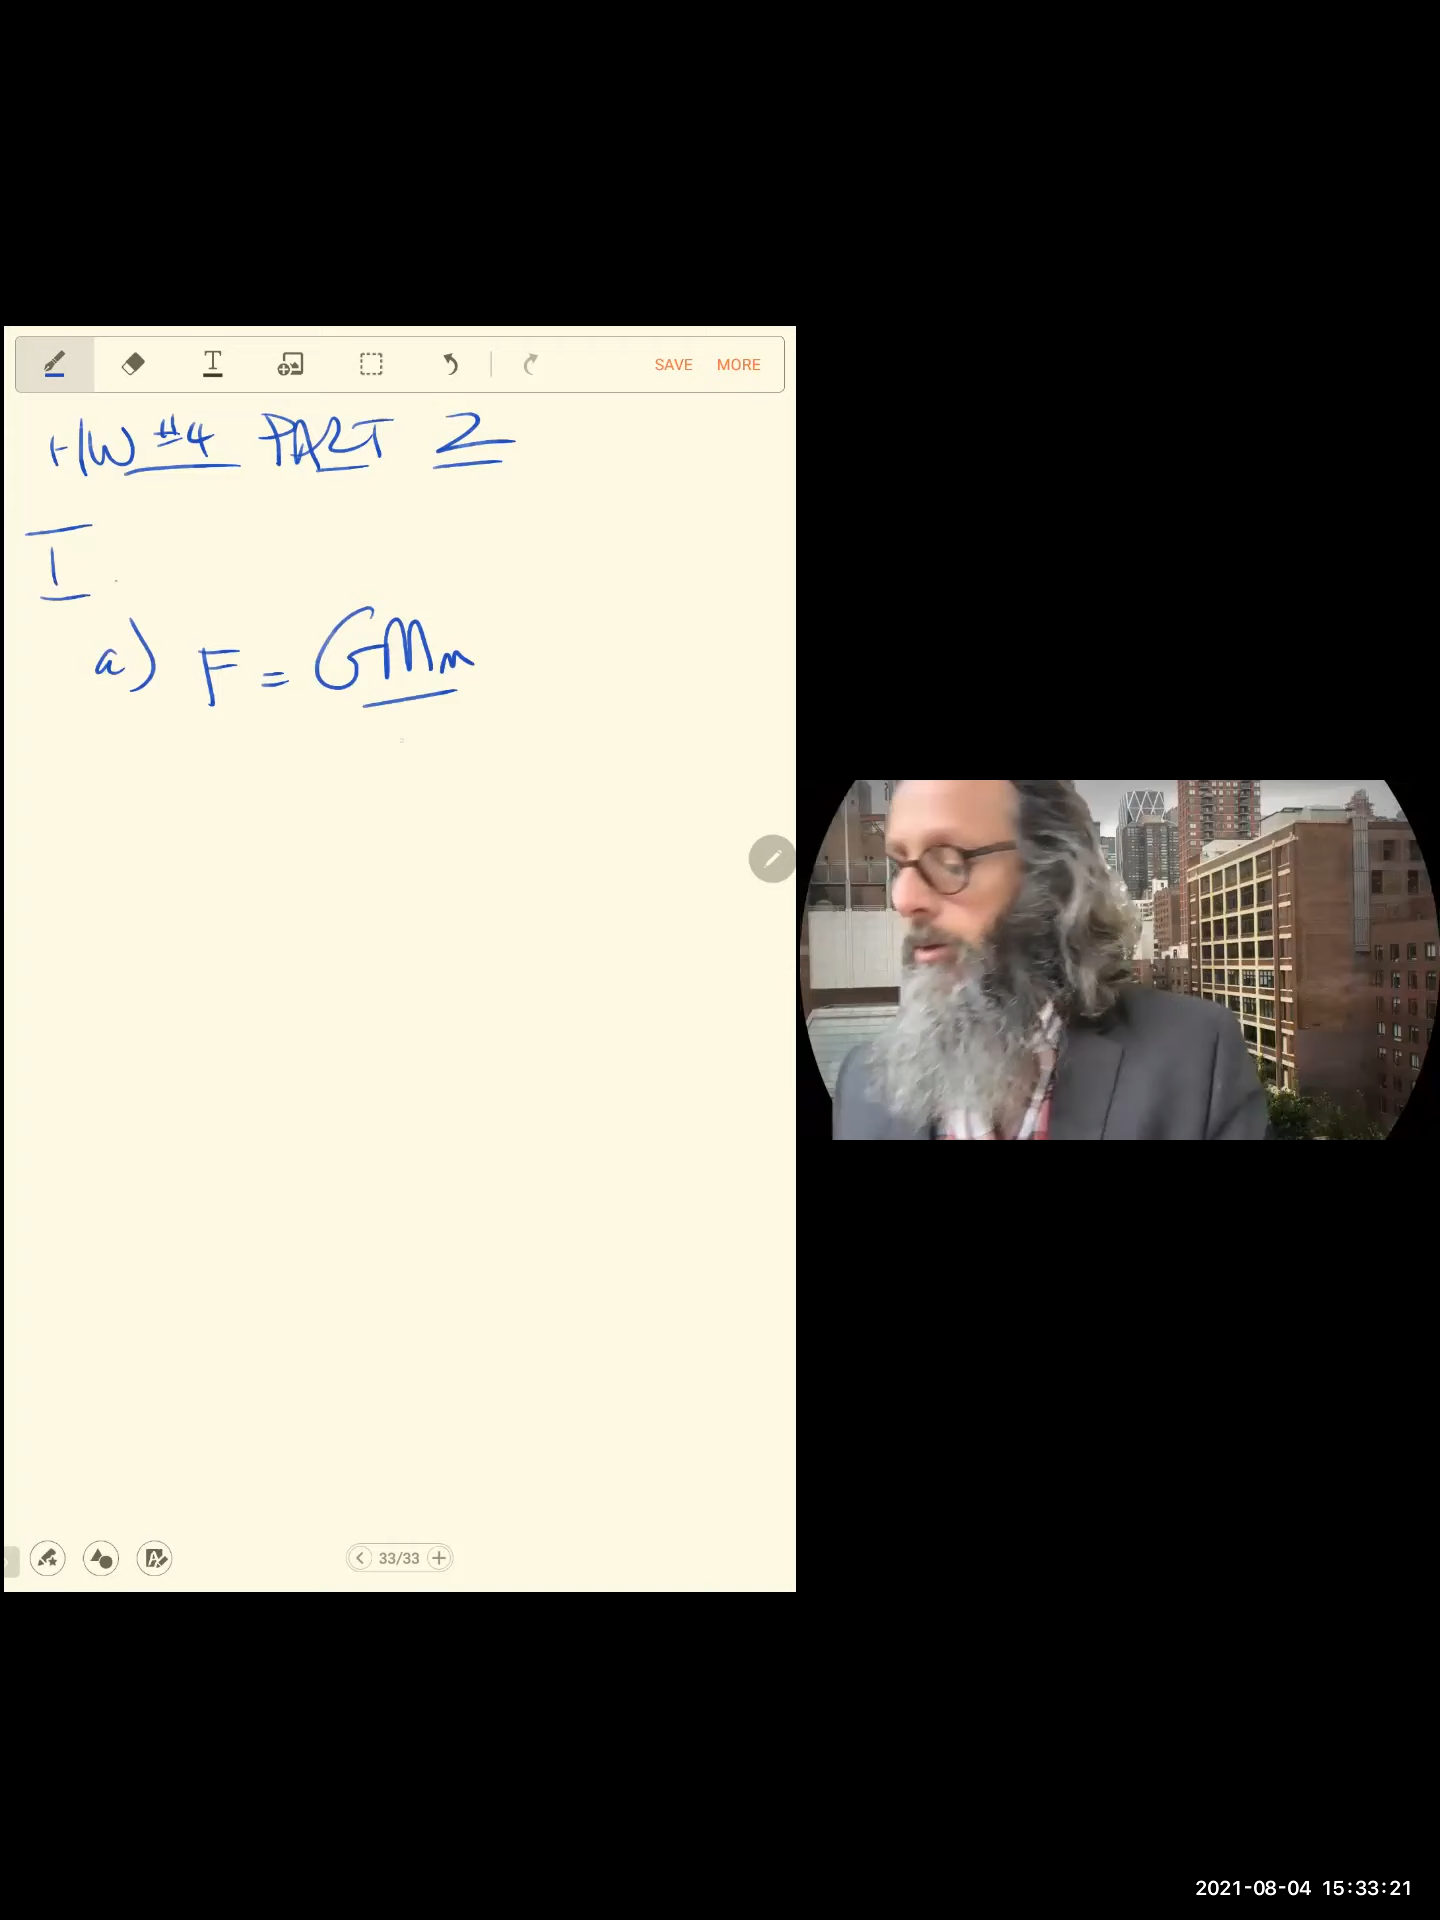 T SAVE MORE
HW #4 PART 2
I
a) F = GMm
33/33
2021-08-04 15:33:21